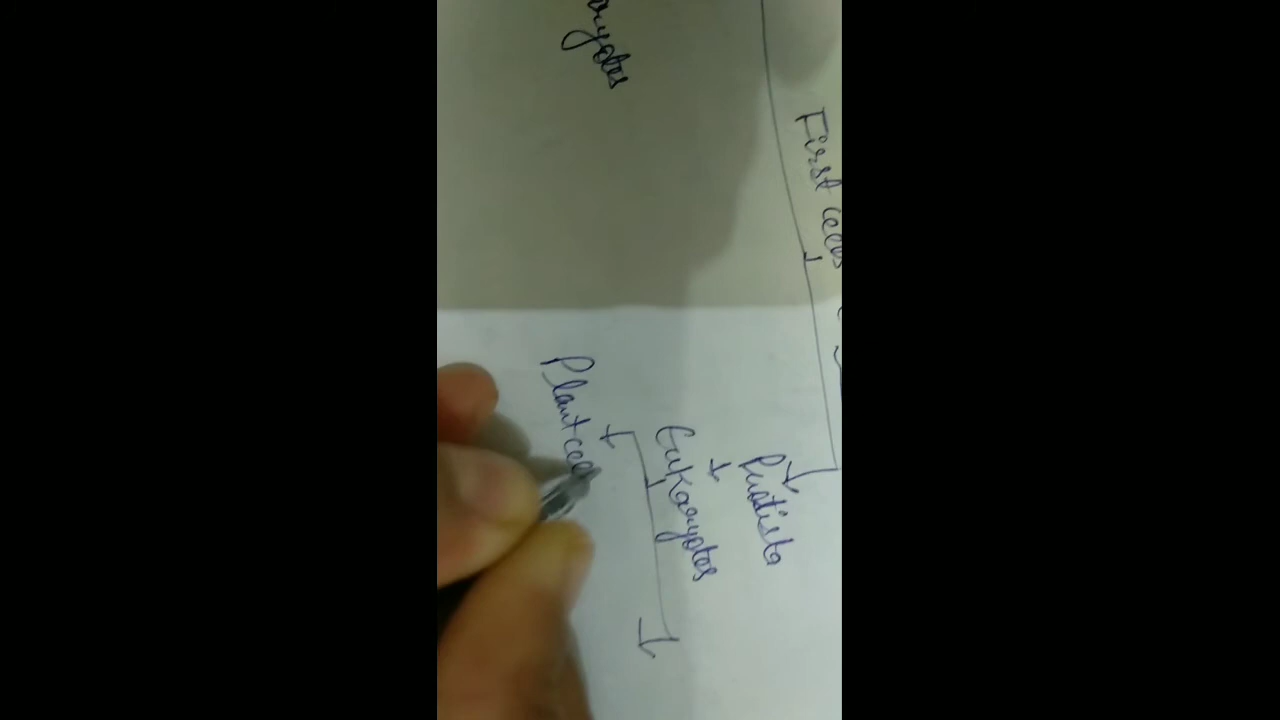 First cells
Protista
Eukaryotes
Plant cell